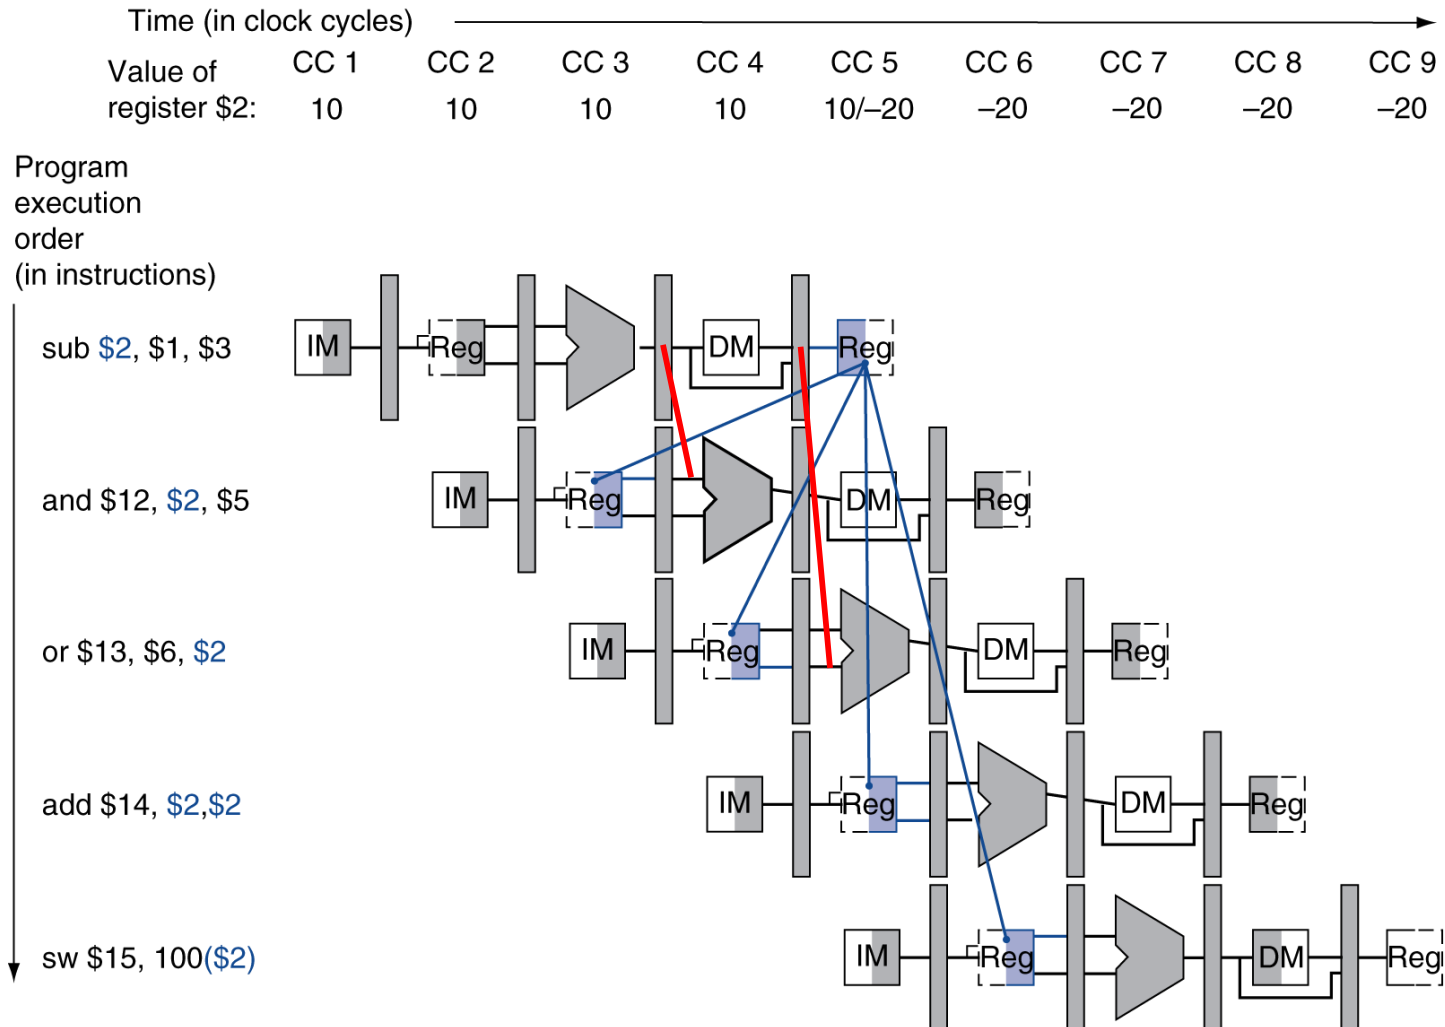 Time (in clock cycles)
Value of register $2:
CC 1 CC 2 CC 3 CC 4 CC 5 CC 6 CC 7 CC 8 CC 9
10 10 10 10 10/–20 –20 –20 –20 –20
Program
execution
order
(in instructions)
sub $2, $1, $3
IM Reg DM Reg
and $12, $2, $5
IM Reg DM Reg
or $13, $6, $2
IM Reg DM Reg
add $14, $2,$2
IM Reg DM Reg
sw $15, 100($2)
IM Reg DM Reg